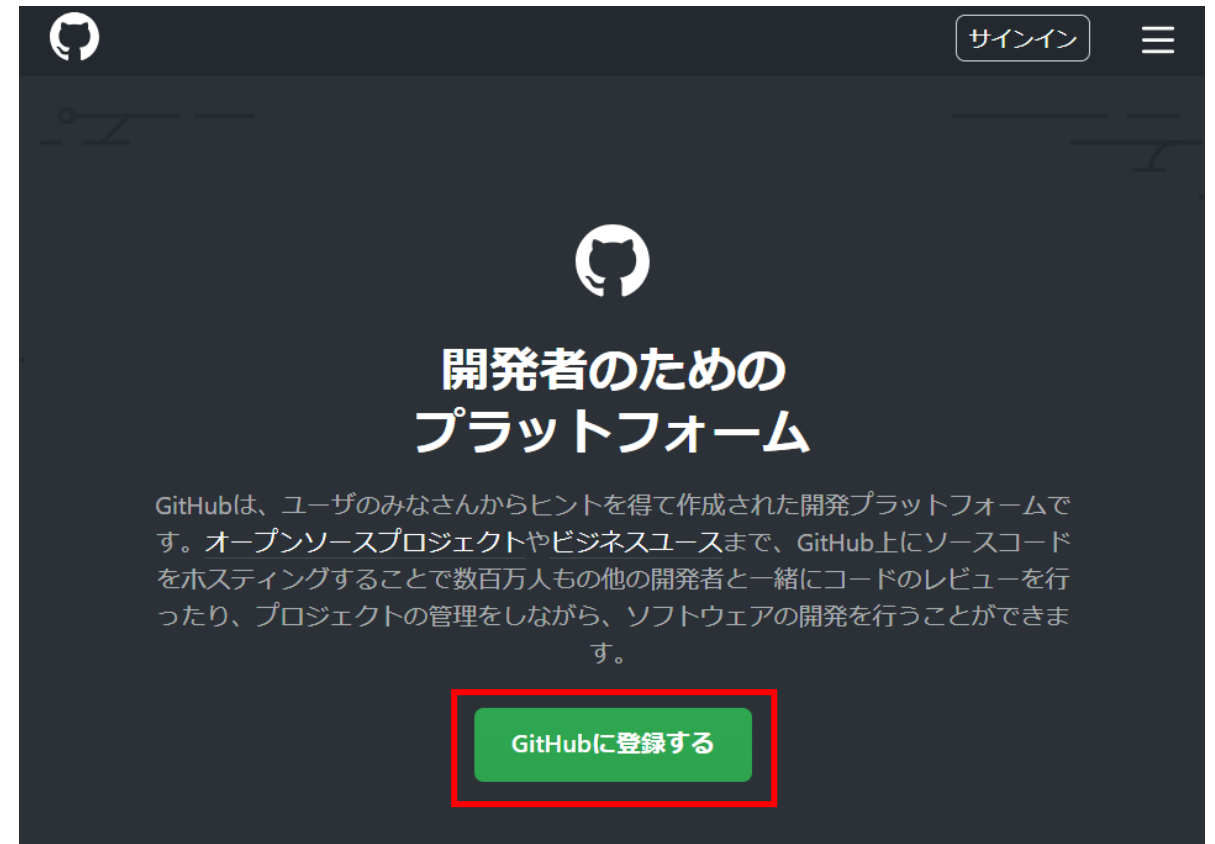 サインイン
開発者のための
プラットフォーム
GitHubは、ユーザのみなさんからヒントを得て作成された開発プラットフォームで
す。オープンソースプロジェクトやビジネスユースまで、GitHub上にソースコード
をホスティングすることで数百万人もの他の開発者と一緒にコードのレビューを行
ったり、プロジェクトの管理をしながら、ソフトウェアの開発を行うことができま
す。
GitHubに登録する